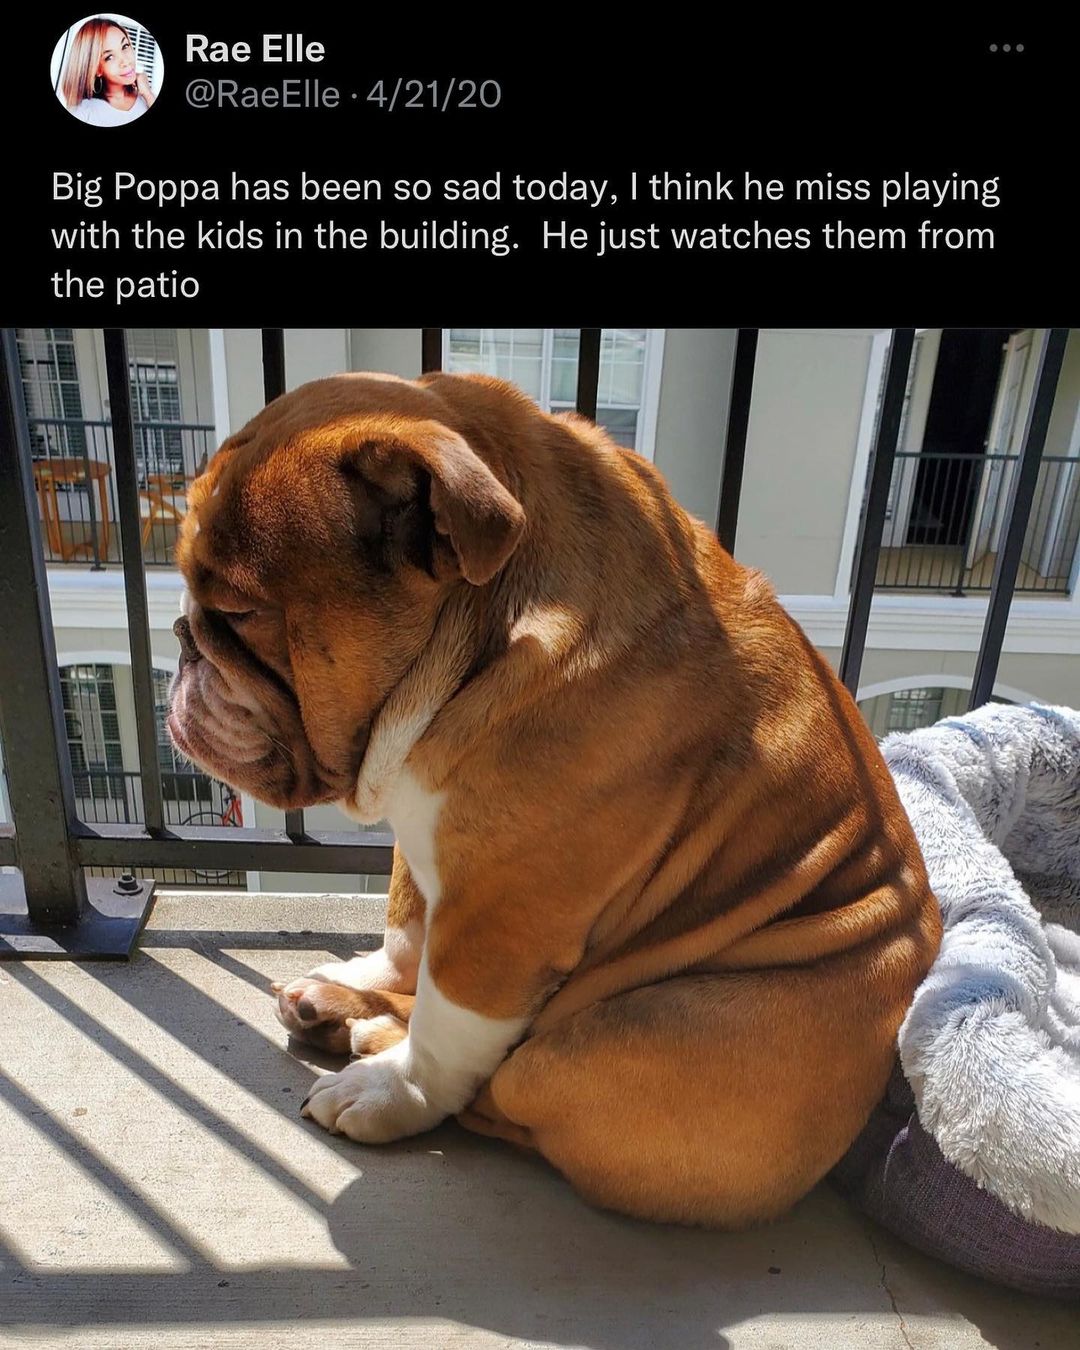 Rae Elle
@RaeElle · 4/21/20
Big Poppa has been so sad today, I think he miss playing
with the kids in the building.  He just watches them from
the patio